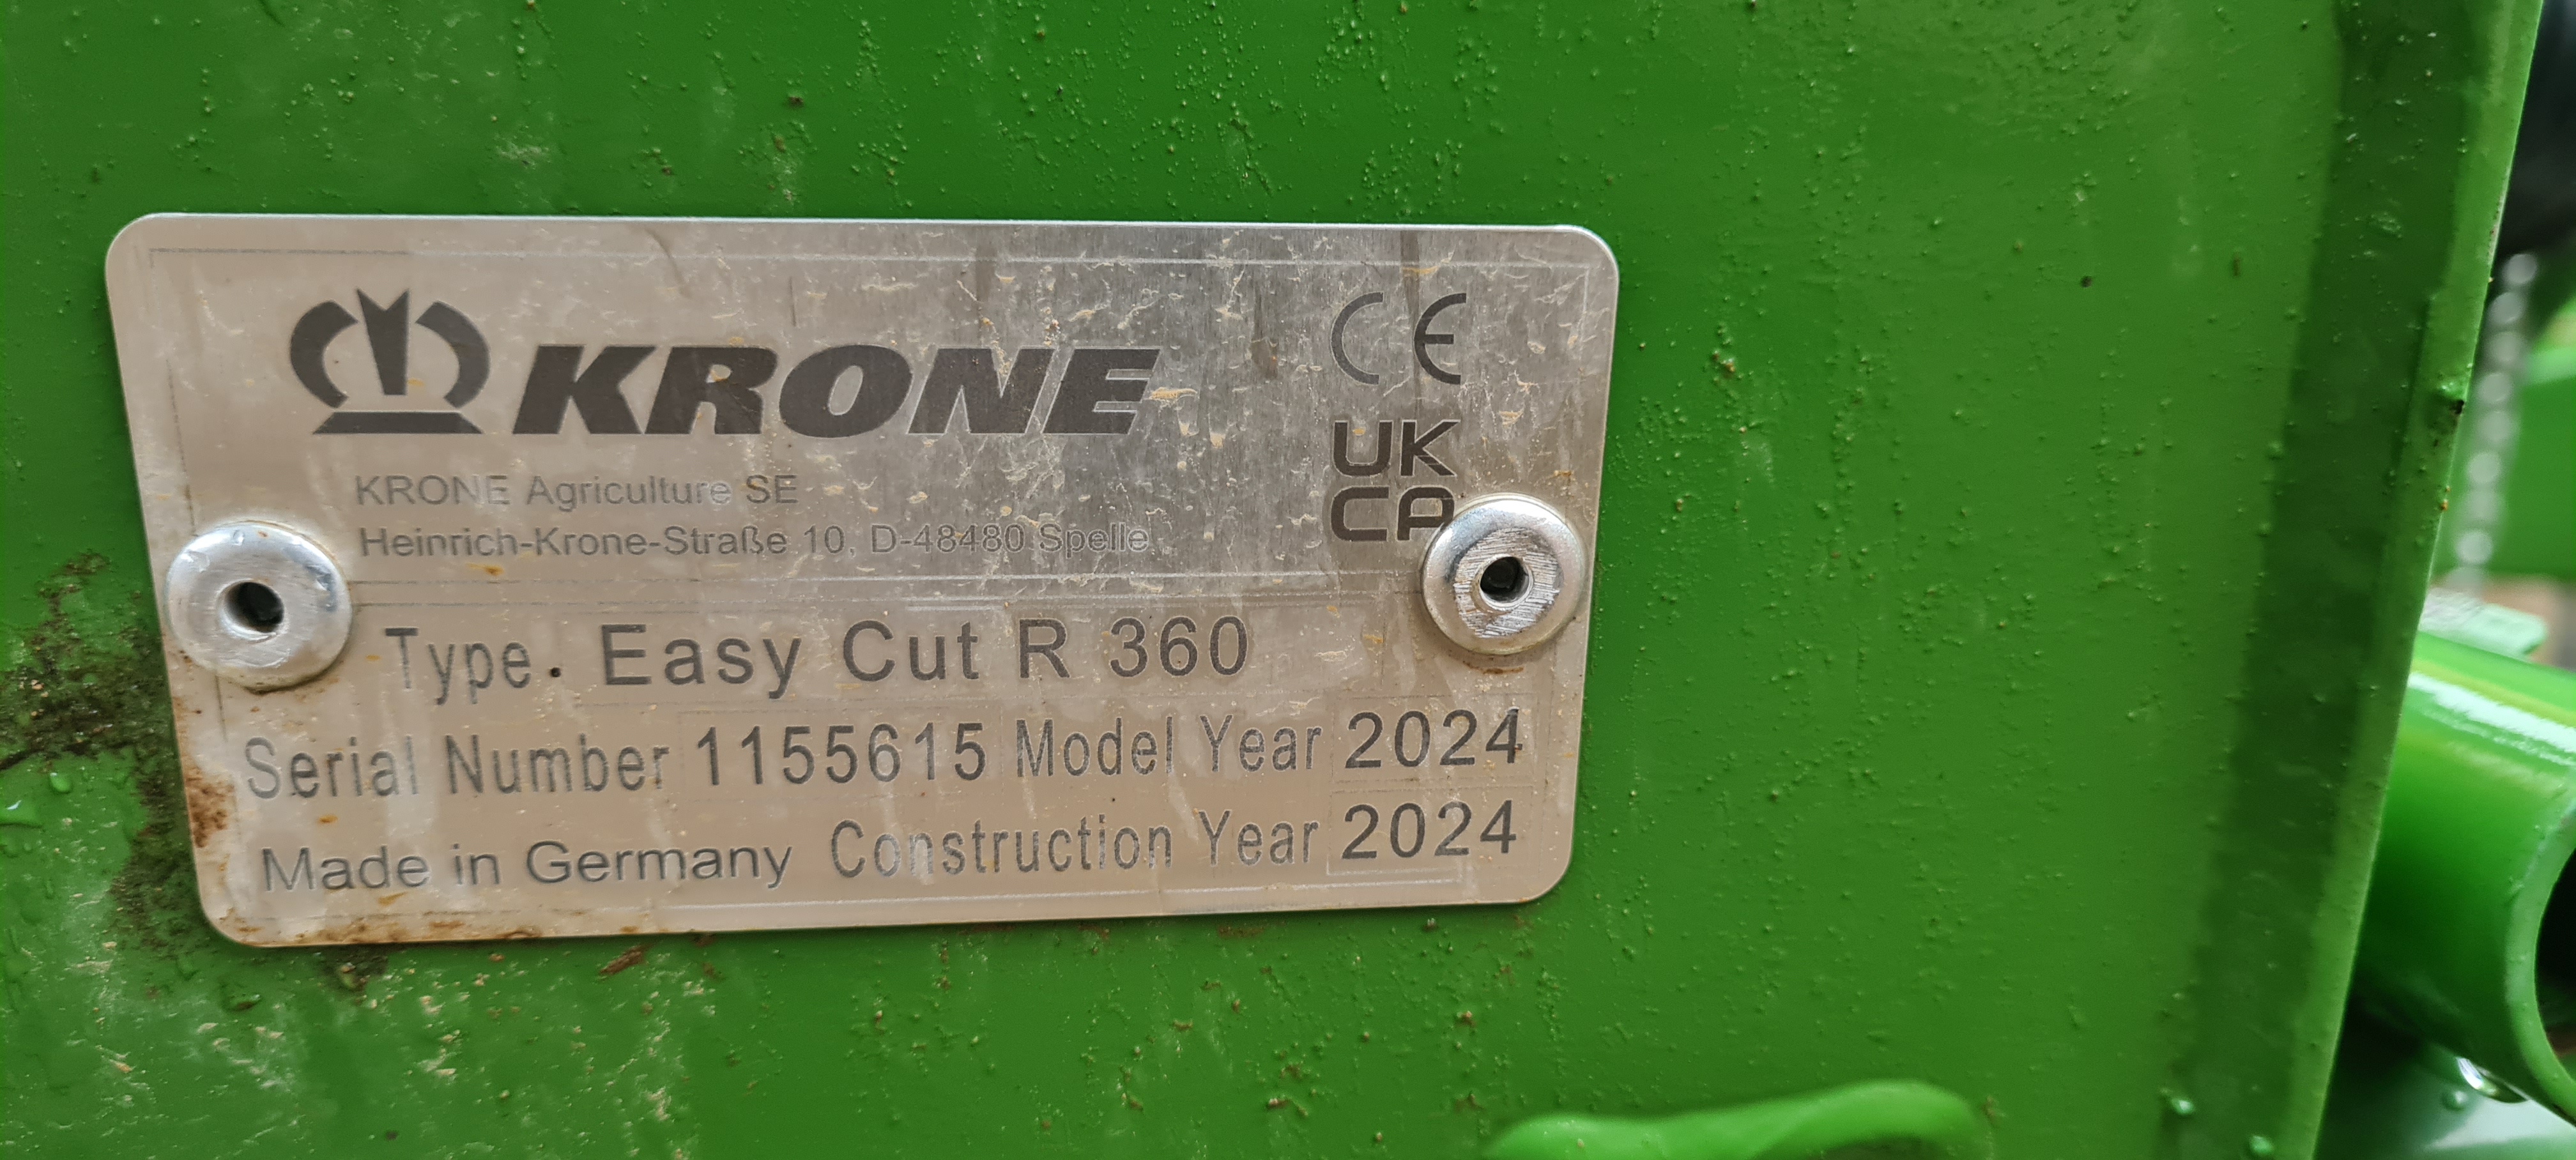 KRONE
CE
UK
CA
KRONE Agriculture SE
Heinrich-Krone-Straße 10, D-48480 Spelle
Type. Easy Cut R 360
Serial Number 1155615 Model Year 2024
Made in Germany Construction Year 2024